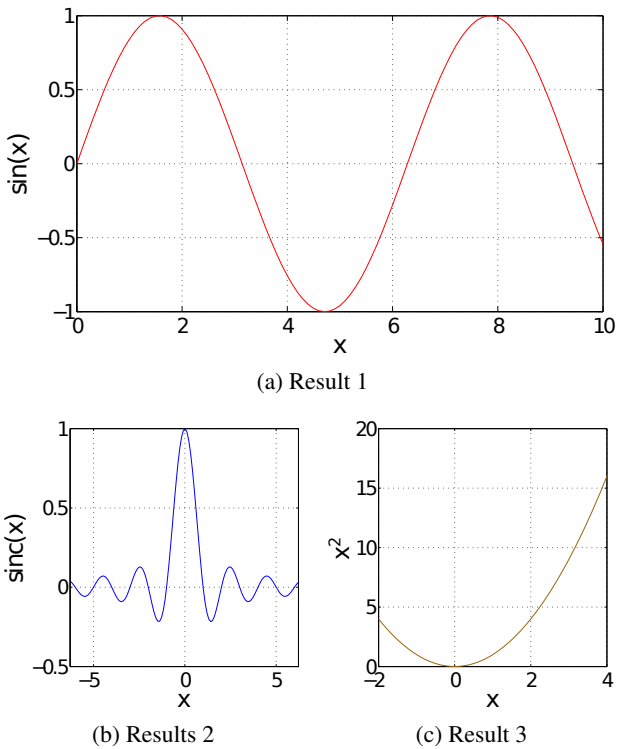 1
0.5
sin(x)
0
−0.5
−1
0 2 4 6 8 10
x
(a) Result 1
1
0.5
sinc(x)
0
−0.5
−5 0 5
x
(b) Results 2
20
15
x²
10
5
0
−2 0 2 4
x
(c) Result 3